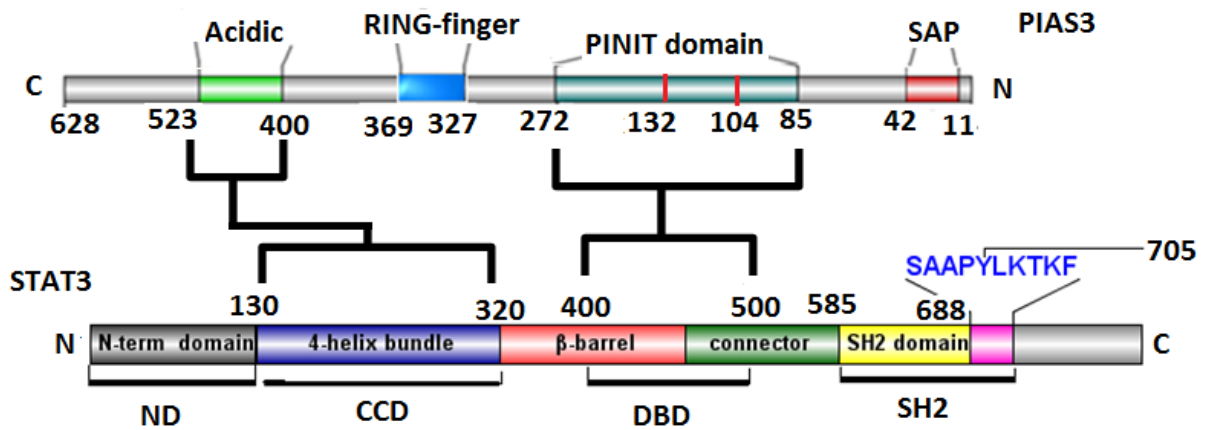 Acidic RING-finger PINIT domain SAP PIAS3
C N
628 523 400 369 327 272 132 104 85 42 11
SAAPYLKTKF 705
STAT3
130 320 400 500 585 688
N N-term domain 4-helix bundle β-barrel connector SH2 domain C
ND CCD DBD SH2